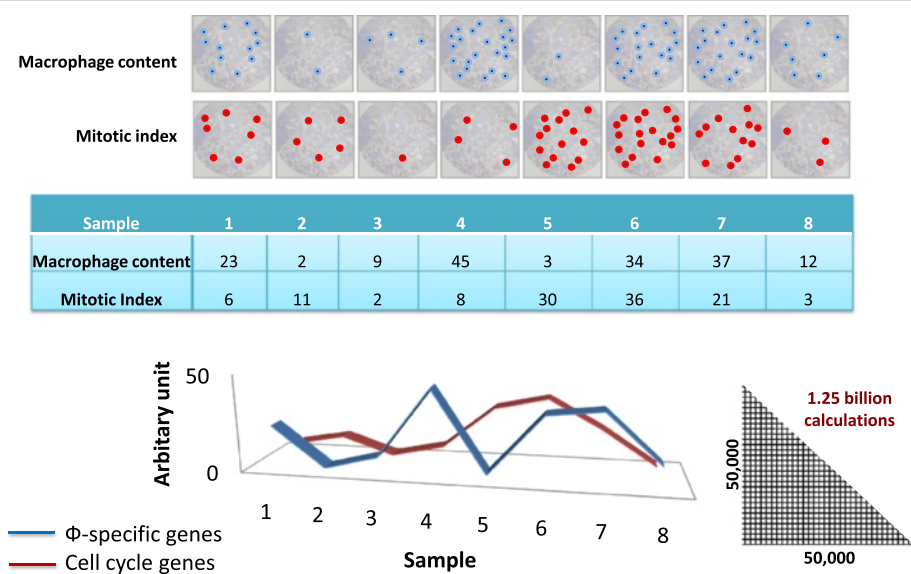 Macrophage content
Mitotic index
Sample 1 2 3 4 5 6 7 8
Macrophage content 23 2 9 45 3 34 37 12
Mitotic Index 6 11 2 8 30 36 21 3
Arbitary unit
50
0
1 2 3 4 5 6 7 8
Sample
Φ-specific genes
Cell cycle genes
1.25 billion
calculations
50,000
50,000